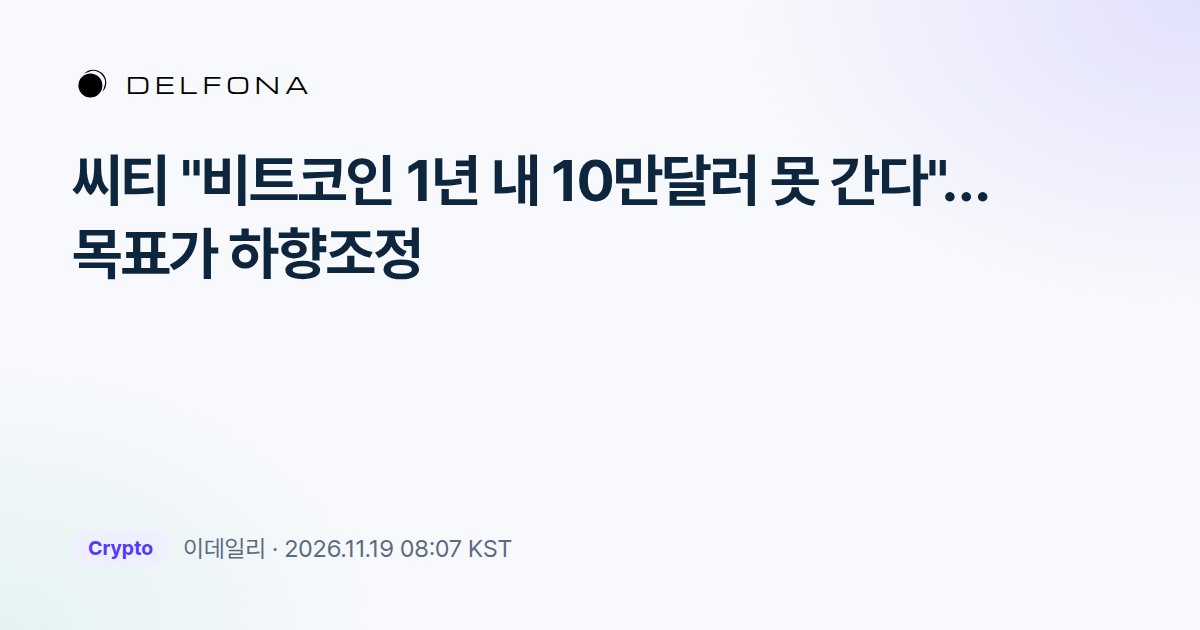 DELFONA
씨티 "비트코인 1년 내 10만달러 못 간다"...
목표가 하향조정
Crypto 이데일리 · 2026.11.19 08:07 KST